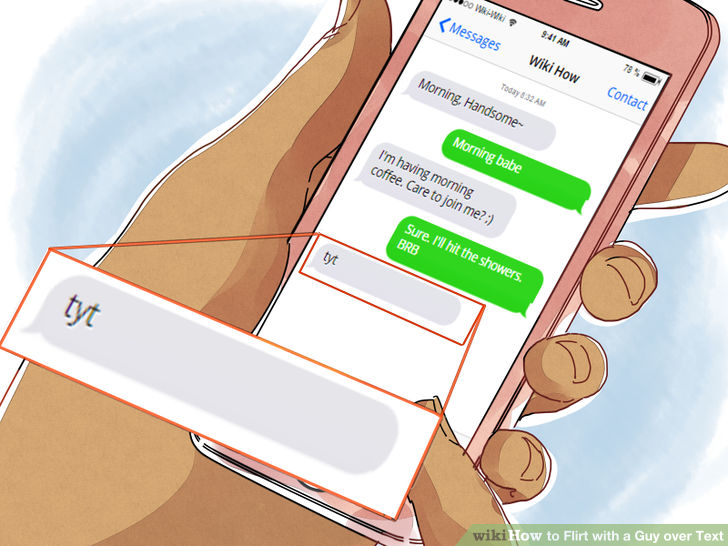 Wiki-Wiki
9:41 AM
78 %
Messages
Wiki How
Contact
Today 8:32 AM
Morning, Handsome~
Morning babe
I'm having morning
coffee. Care to join me? ;)
Sure. I'll hit the showers.
BRB
tyt
tyt
wikiHow to Flirt with a Guy over Text